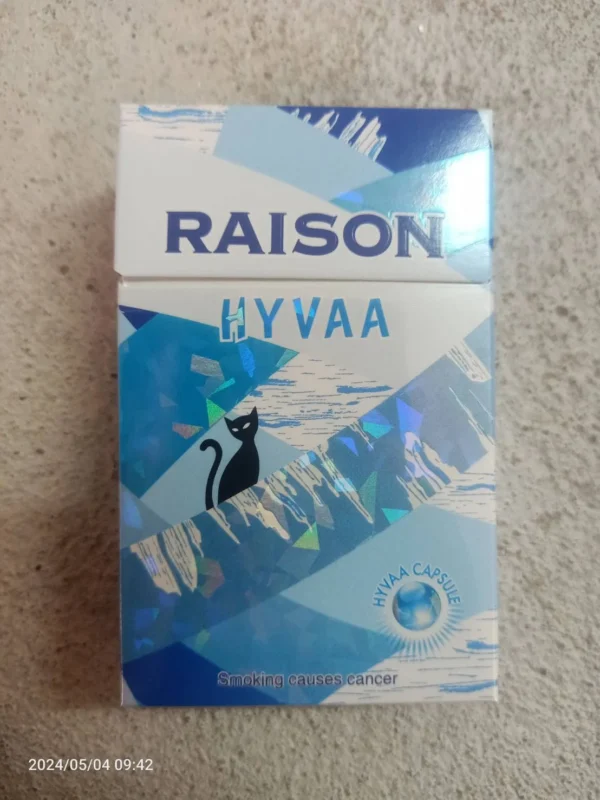 RAISON
HYVAA
HYVAA CAPSULE
Smoking causes cancer
2024/05/04 09:42